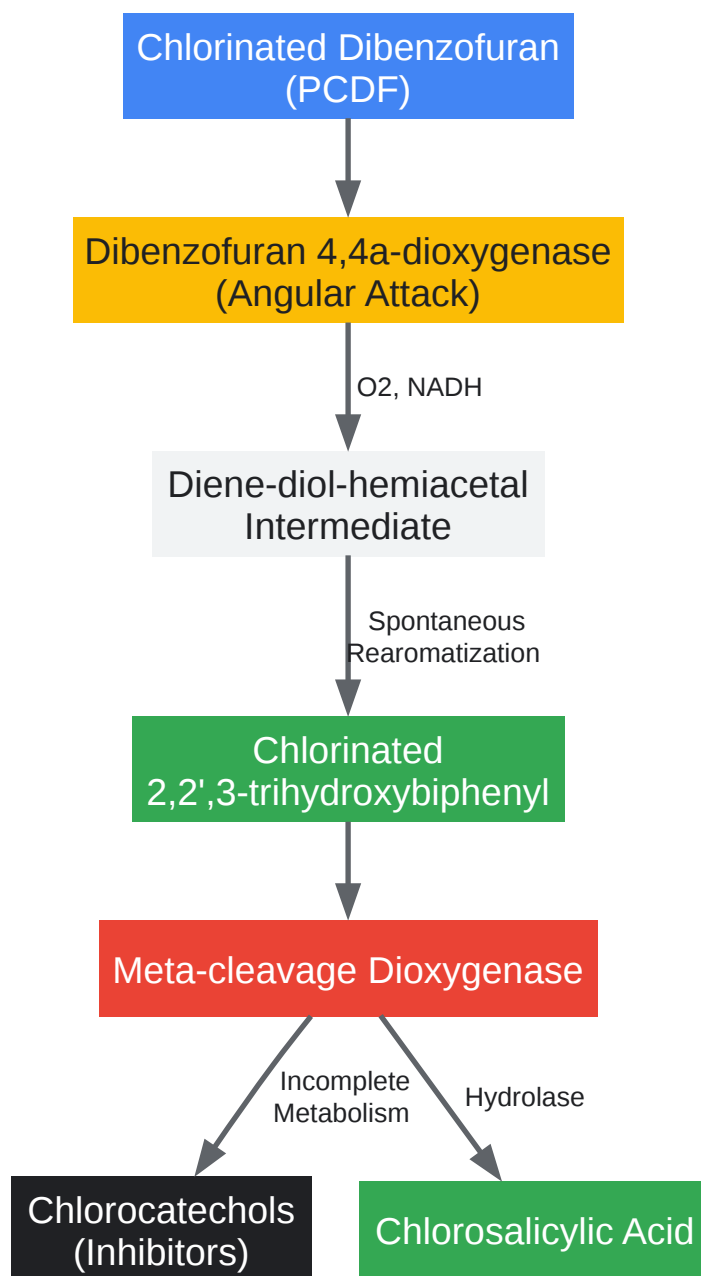 Chlorinated Dibenzofuran
(PCDF)
Dibenzofuran 4,4a-dioxygenase
(Angular Attack)
O2, NADH
Diene-diol-hemiacetal
Intermediate
Spontaneous
Rearomatization
Chlorinated
2,2',3-trihydroxybiphenyl
Meta-cleavage Dioxygenase
Incomplete
Metabolism
Hydrolase
Chlorocatechols
(Inhibitors)
Chlorosalicylic Acid